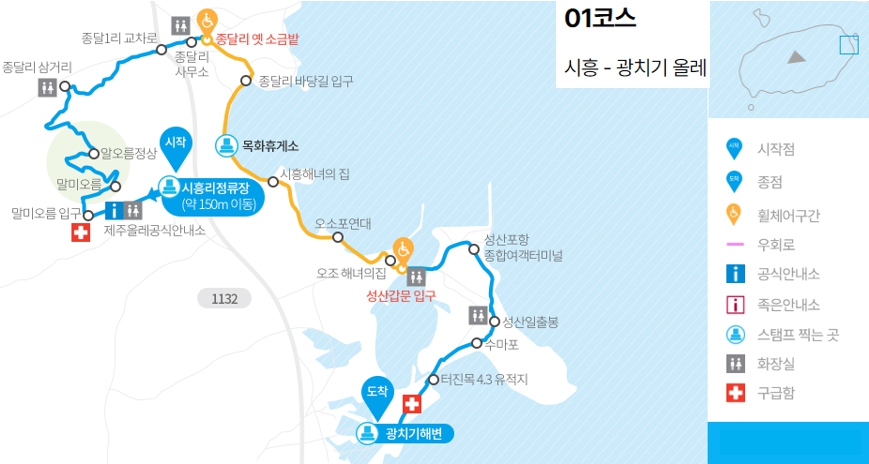 01코스
시흥 - 광치기 올레
종달1리 교차로
종달리 옛 소금밭
종달리
사무소
종달리 삼거리
종달리 바당길 입구
시작
목화휴게소
알오름정상
시흥해녀의 집
말미오름
시흥리정류장
(약 150m 이동)
말미오름 입구
제주올레공식안내소
오소포연대
성산포항
종합여객터미널
오조 해녀의집
성산갑문 입구
1132
성산일출봉
수마포
터진목 4.3 유적지
도착
광치기해변
시작
시작점
도착
종점
휠체어구간
우회로
공식안내소
족은안내소
스탬프 찍는 곳
화장실
구급함